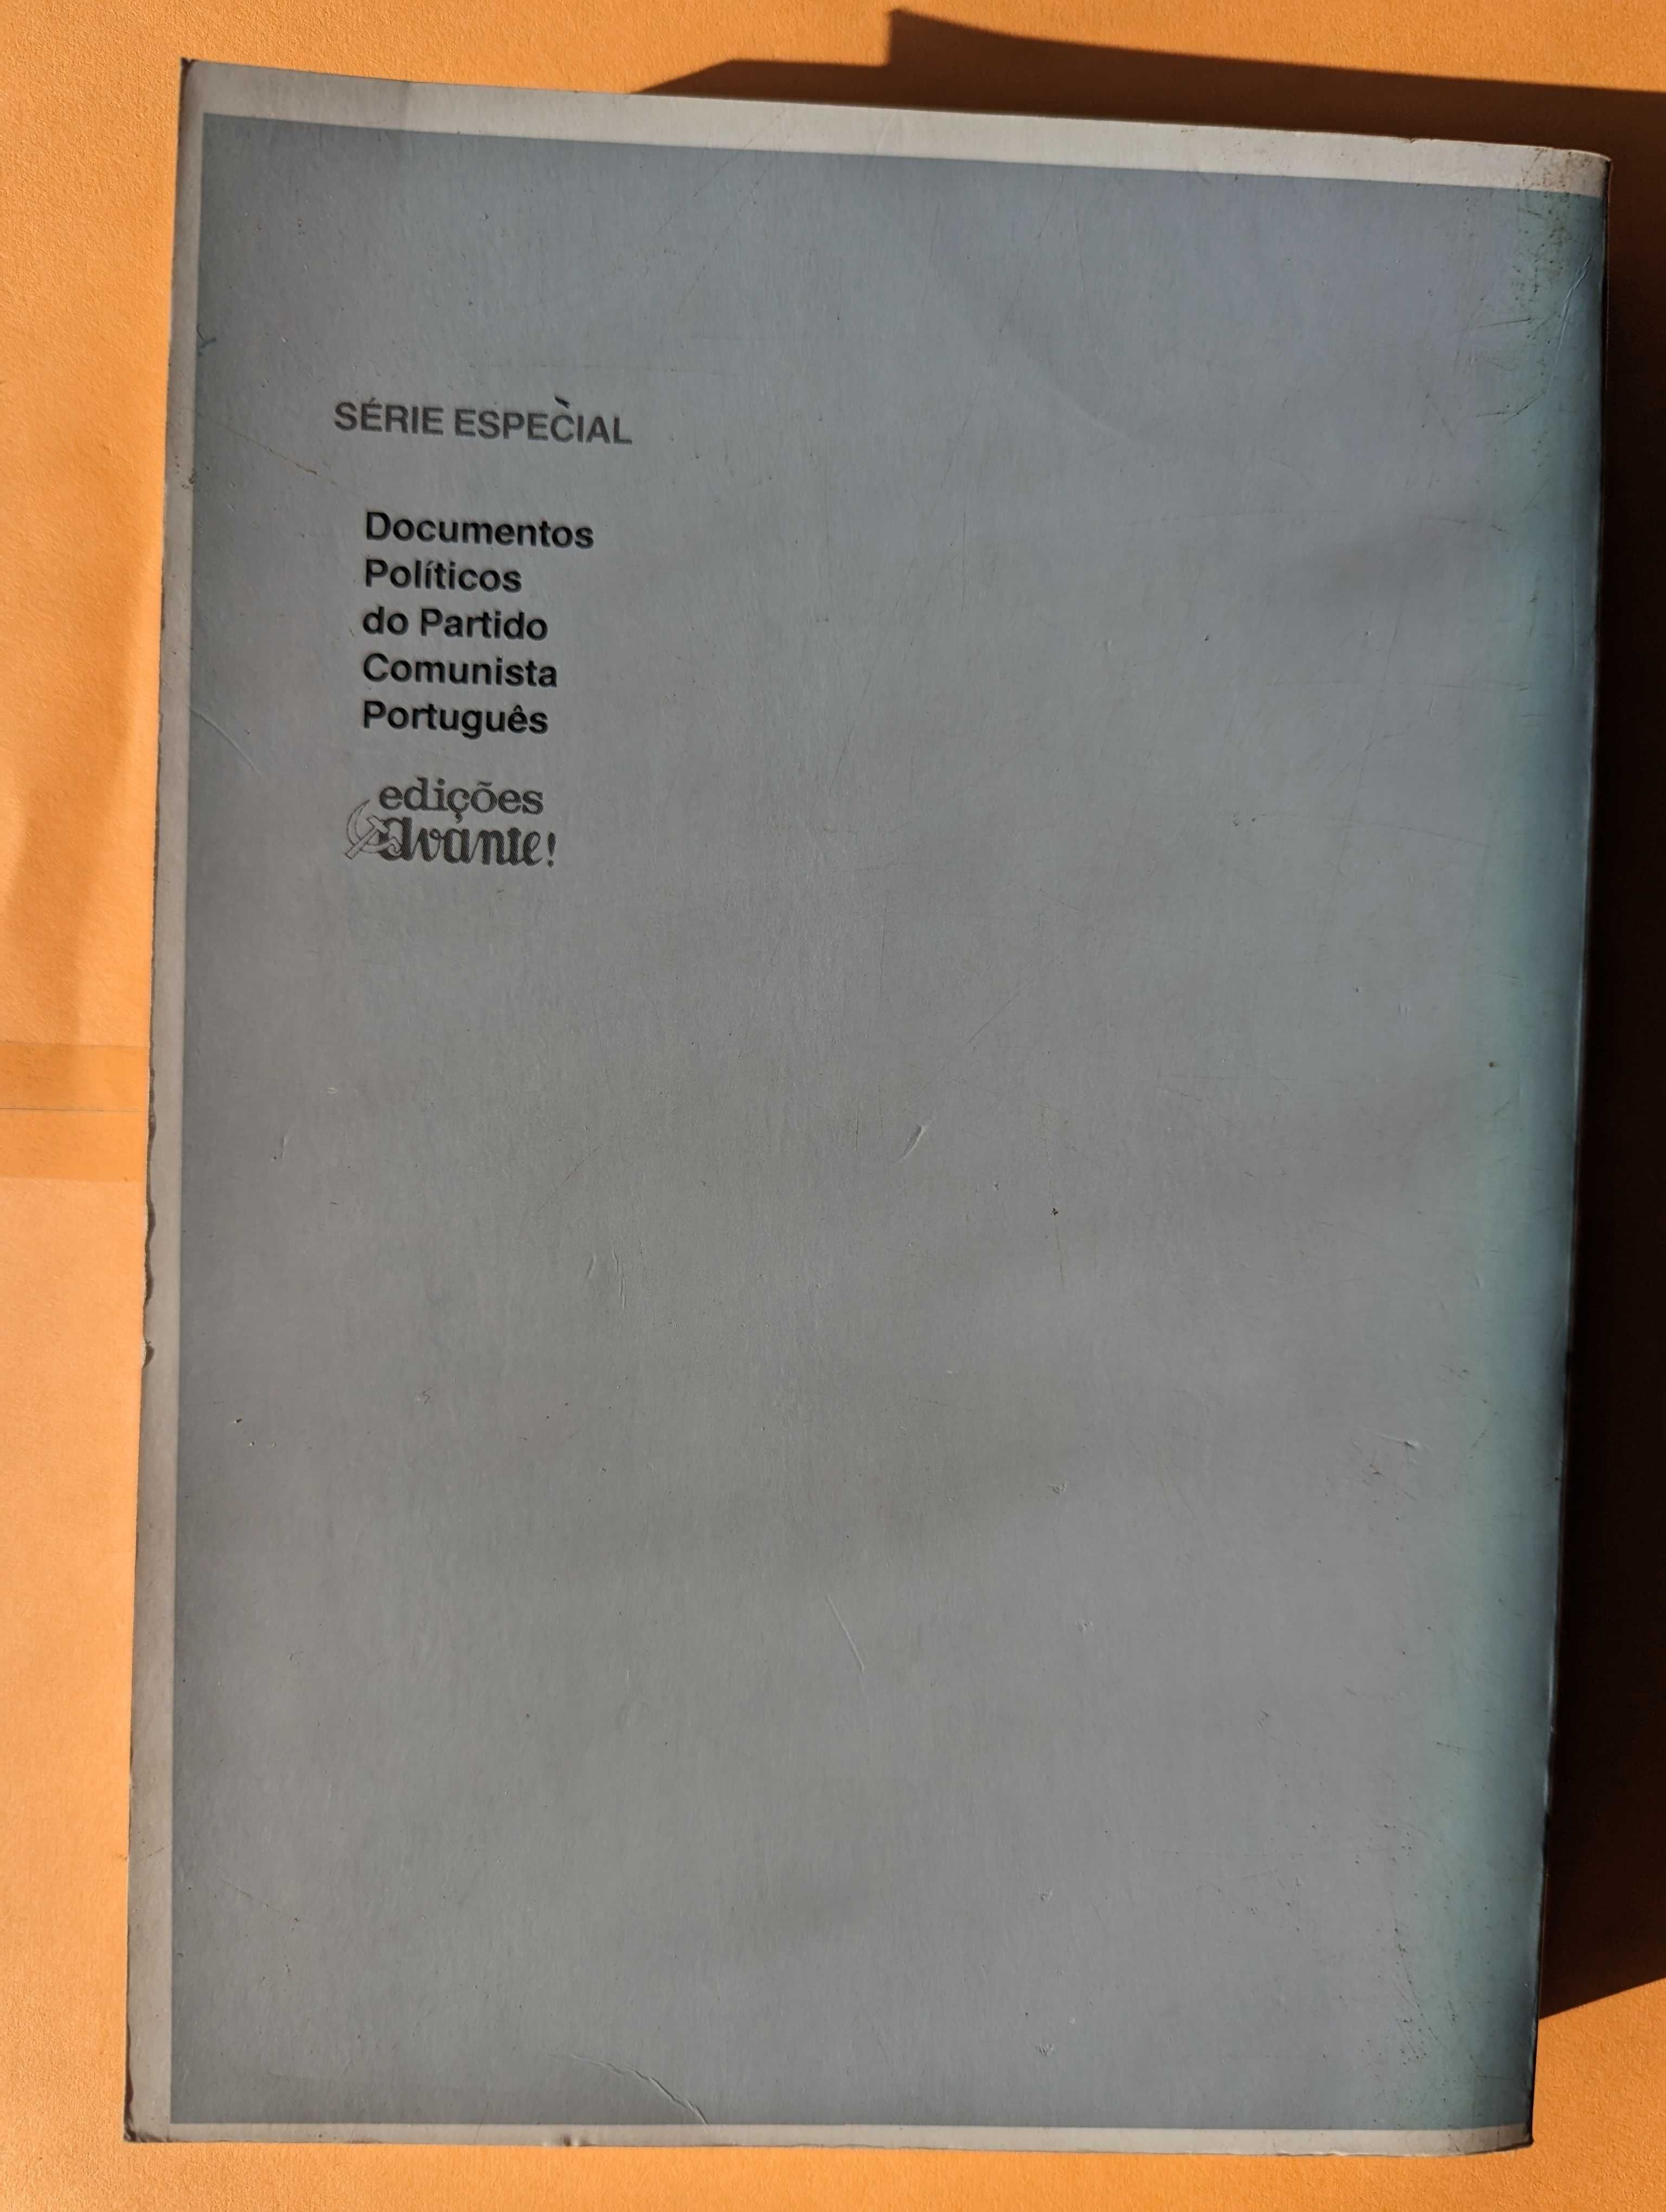 SÉRIE ESPECIAL
Documentos
Políticos
do Partido
Comunista
Português
edições
Avante!